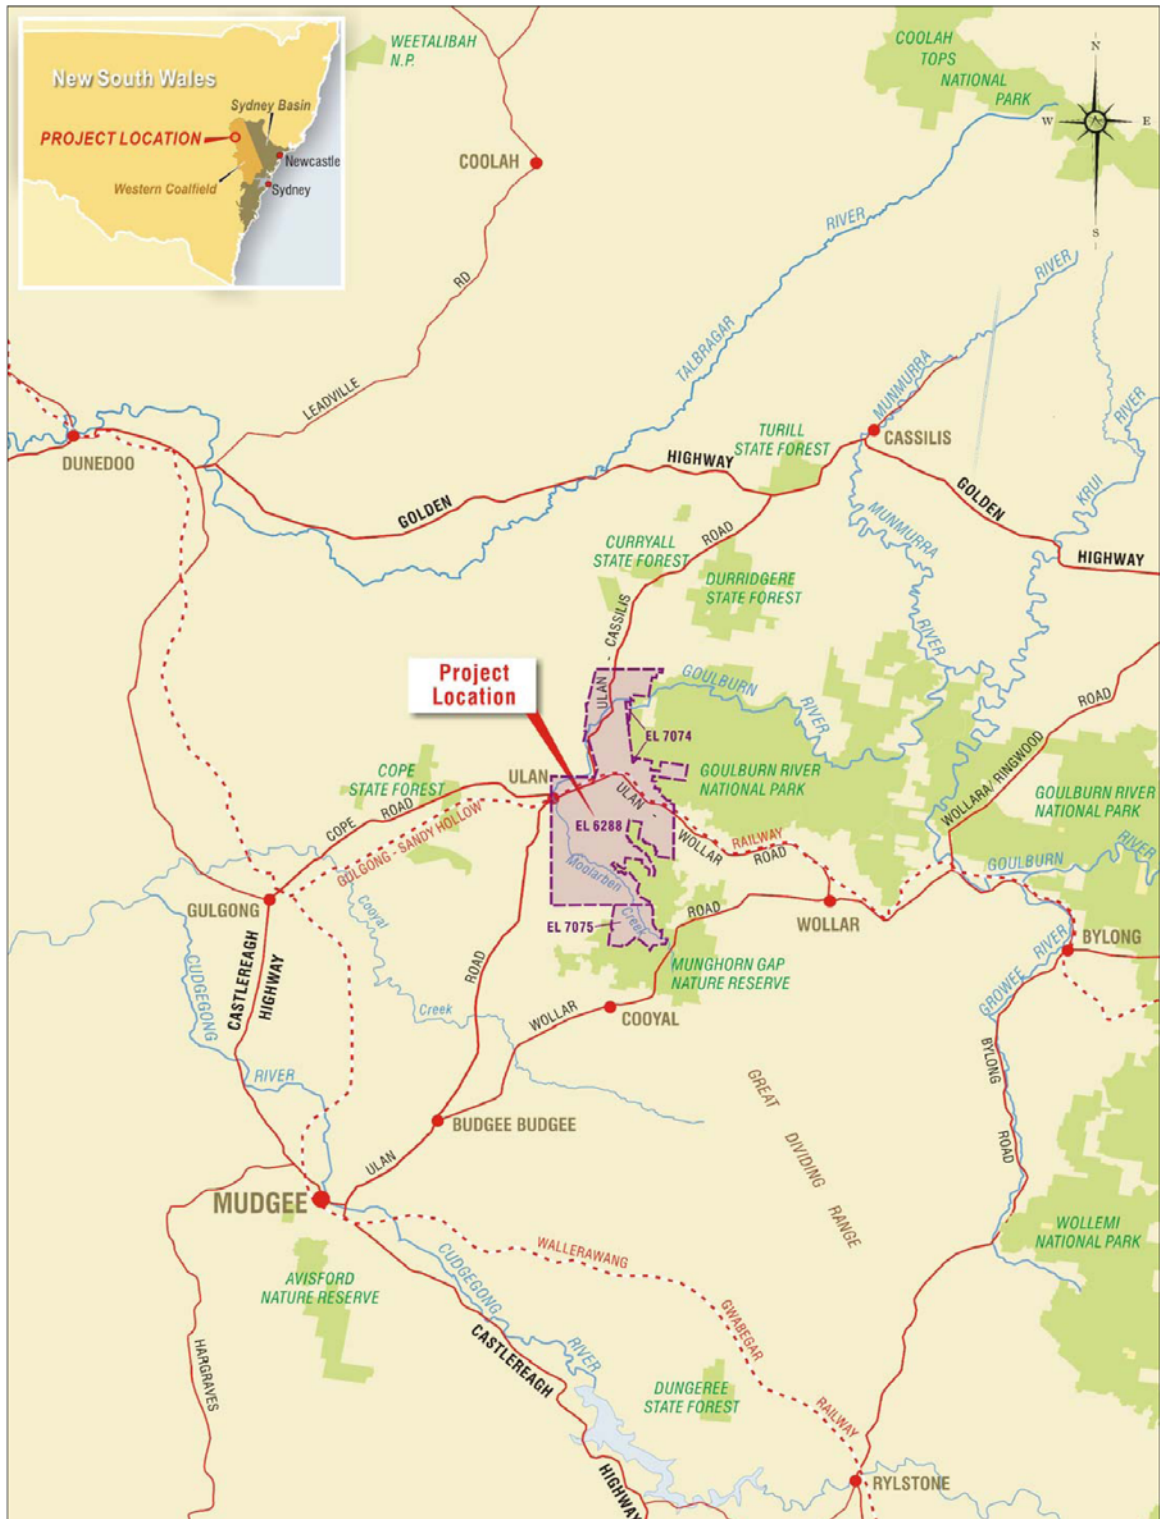 New South Wales
Sydney Basin
PROJECT LOCATION
Newcastle
Western Coalfield
Sydney
WEETALIBAH
N.P.
COOLAH
TOPS
NATIONAL
PARK
N
W
E
S
COOLAH
RIVER
RD
RIVER
TALBRAGAR
MUNMURRA
LEADVILLE
RIVER
DUNEDOO
TURILL
STATE FOREST
CASSILIS
HIGHWAY
GOLDEN
KRUI
GOLDEN
MUNMURRA
HIGHWAY
CURRYALL
STATE FOREST
ROAD
DURRIDGERE
STATE FOREST
ULAN - CASSILIS
RIVER
Project
Location
ULAN
GOULBURN
RIVER
ROAD
EL 7074
ULAN
COPE
STATE FOREST
GOULBURN RIVER
NATIONAL PARK
GOULBURN RIVER
NATIONAL PARK
WOLLARA/ RINGWOOD
ULAN
COPE
ROAD
GULGONG - SANDY HOLLOW
EL 6288
WOLLAR
RAILWAY
ROAD
GOULBURN
RIVER
Moolarben
Creek
GULGONG
Cooyal
ROAD
WOLLAR
EL 7075
BYLONG
RIVER
GROWEE
MUNGHORN GAP
NATURE RESERVE
ROAD
CASTLEREAGH
HIGHWAY
CUDGEGONG
Creek
WOLLAR
COOYAL
BYLONG
RIVER
GREAT
DIVIDING
RANGE
BUDGEE BUDGEE
ROAD
ULAN
MUDGEE
WOLLEMI
NATIONAL PARK
WALLERAWANG
CUDGEGONG
AVISFORD
NATURE RESERVE
GWABEGAR
HARGRAVES
CASTLEREAGH
RIVER
DUNGEREE
STATE FOREST
RAILWAY
HIGHWAY
RYLSTONE